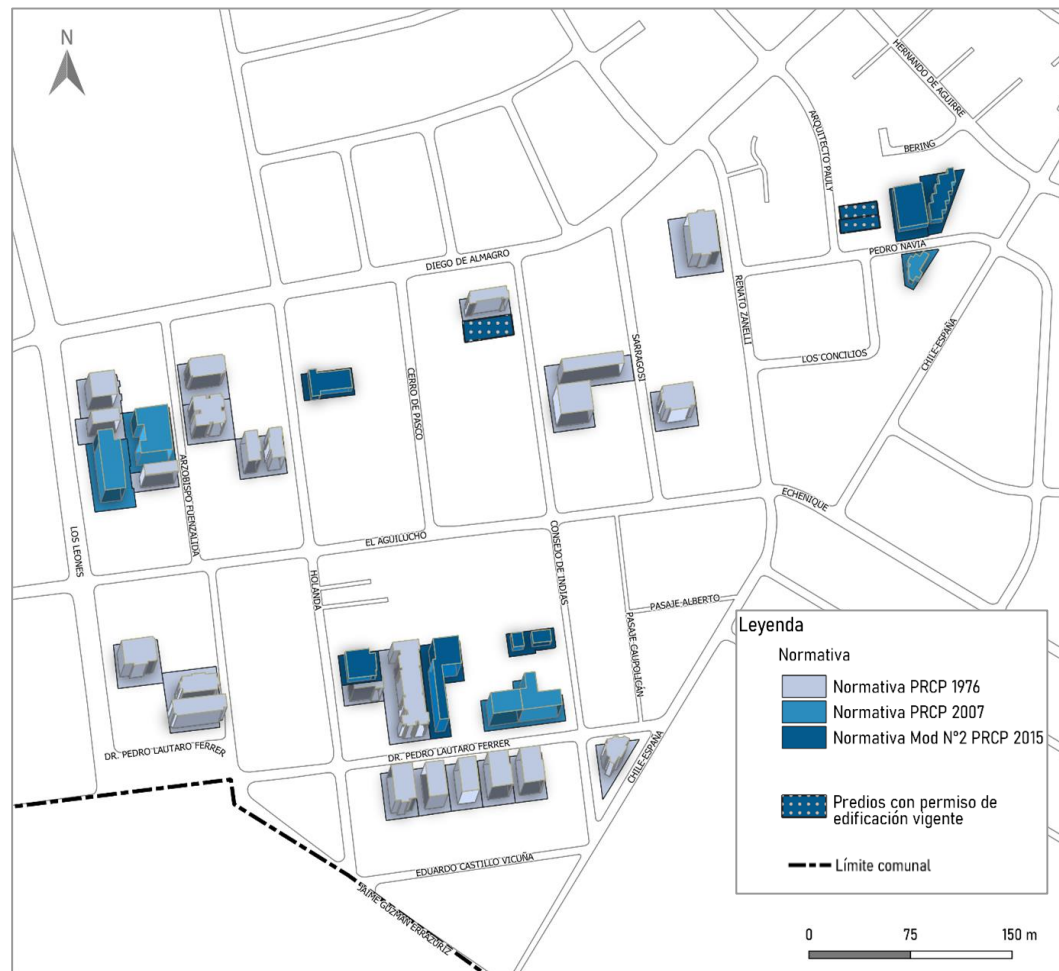 N
HERNANDO DE AGUIRRE
ARQUITECTO PAULY
BERING
PEDRO NAVIA
DIEGO DE ALMAGRO
RENATO ZANELLI
SARRAGOSI
LOS CONCILIOS
CHILE-ESPAÑA
CERRO DE PASCO
ARZOBISPO FUENZALIDA
LOS LEONES
ECHENIQUE
EL AGUILUCHO
CONSEJO DE INDIAS
HOLANDA
PASAJE ALBERTO
PASAJE CAUPOLICÁN
DR. PEDRO LAUTARO FERRER
DR. PEDRO LAUTARO FERRER
CHILE-ESPAÑA
EDUARDO CASTILLO VICUÑA
JAIME GUZMÁN ERRÁZURIZ
Leyenda
Normativa
Normativa PRCP 1976
Normativa PRCP 2007
Normativa Mod N°2 PRCP 2015
Predios con permiso de
edificación vigente
Límite comunal
0 75 150 m